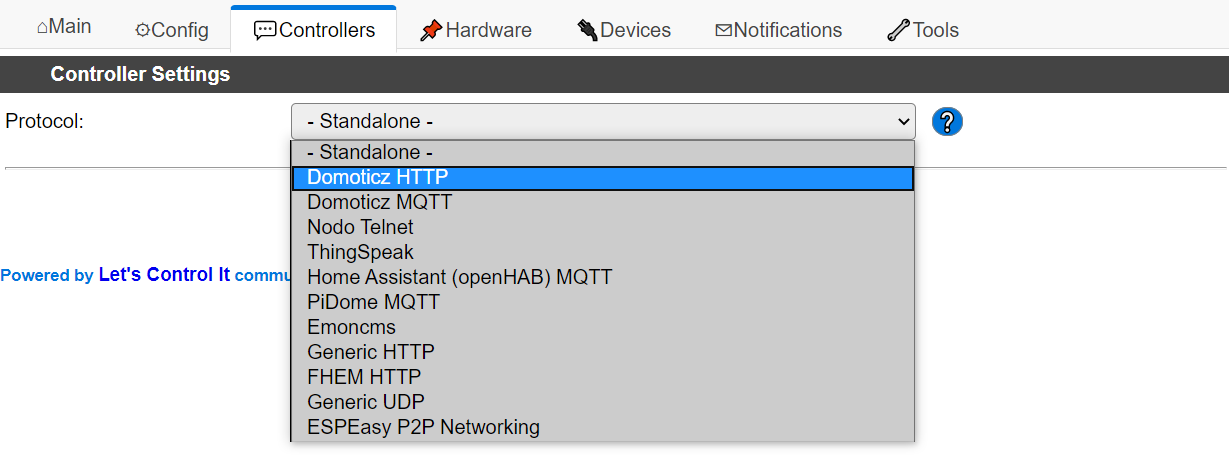 Main Config Controllers Hardware Devices Notifications Tools
Controller Settings
Protocol: - Standalone - ?
- Standalone -
Domoticz HTTP
Domoticz MQTT
Nodo Telnet
ThingSpeak
Home Assistant (openHAB) MQTT
PiDome MQTT
Emoncms
Generic HTTP
FHEM HTTP
Generic UDP
ESPEasy P2P Networking
Powered by Let's Control It commu